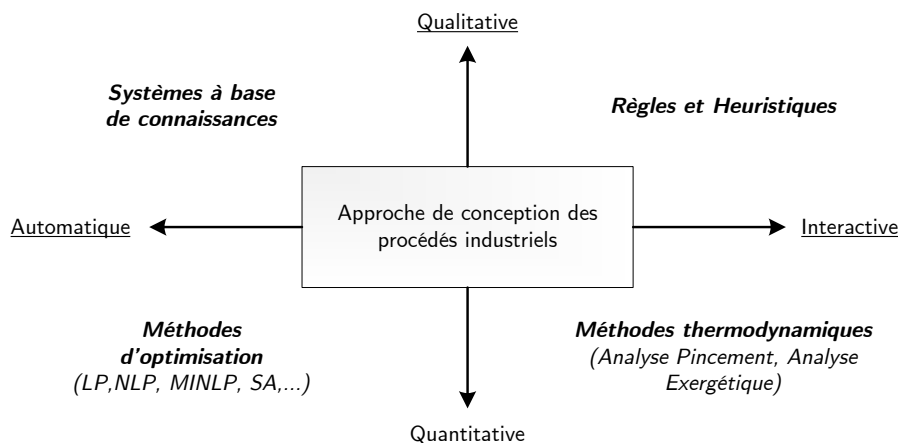 Qualitative
Systèmes à base
de connaissances
Règles et Heuristiques
Automatique
Approche de conception des
procédés industriels
Interactive
Méthodes
d'optimisation
(LP,NLP, MINLP, SA,...)
Méthodes thermodynamiques
(Analyse Pincement, Analyse
Exergétique)
Quantitative